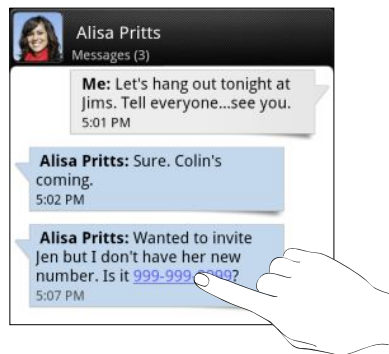 Alisa Pritts
Messages (3)
Me: Let's hang out tonight at
Jims. Tell everyone...see you.
5:01 PM
Alisa Pritts: Sure. Colin's
coming.
5:02 PM
Alisa Pritts: Wanted to invite
Jen but I don't have her new
number. Is it 999-999-9999?
5:07 PM